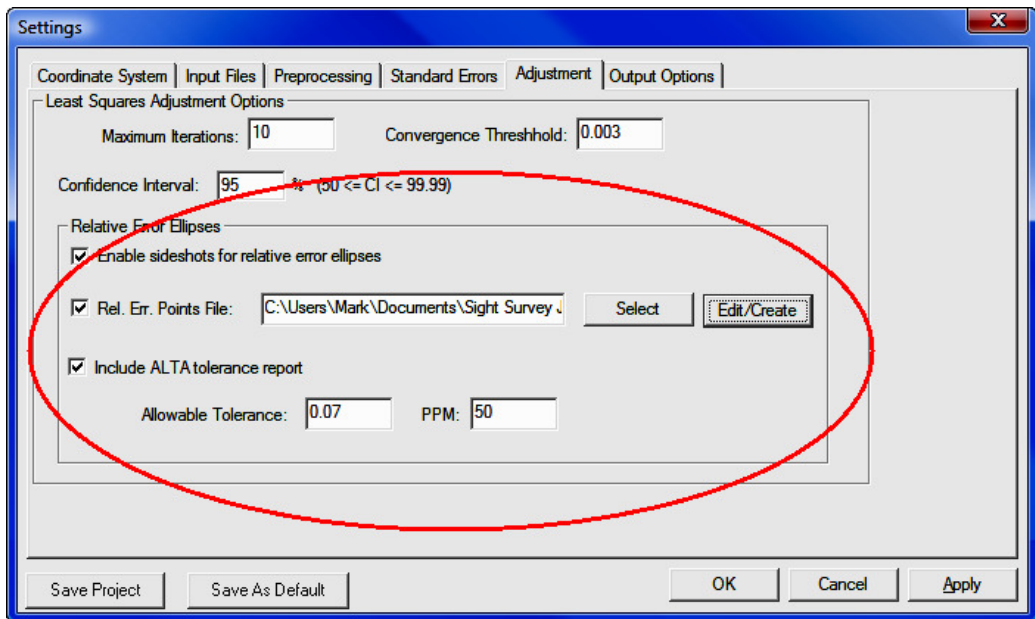 Settings
X
Coordinate System Input Files Preprocessing Standard Errors Adjustment Output Options
Least Squares Adjustment Options
Maximum Iterations: 10 Convergence Threshhold: 0.003
Confidence Interval: 95 % (50 <= CI <= 99.99)
Relative Error Ellipses
Enable sideshots for relative error ellipses
Rel. Err. Points File: C:\Users\Mark\Documents\Sight Survey J Select Edit/Create
Include ALTA tolerance report
Allowable Tolerance: 0.07 PPM: 50
Save Project Save As Default OK Cancel Apply